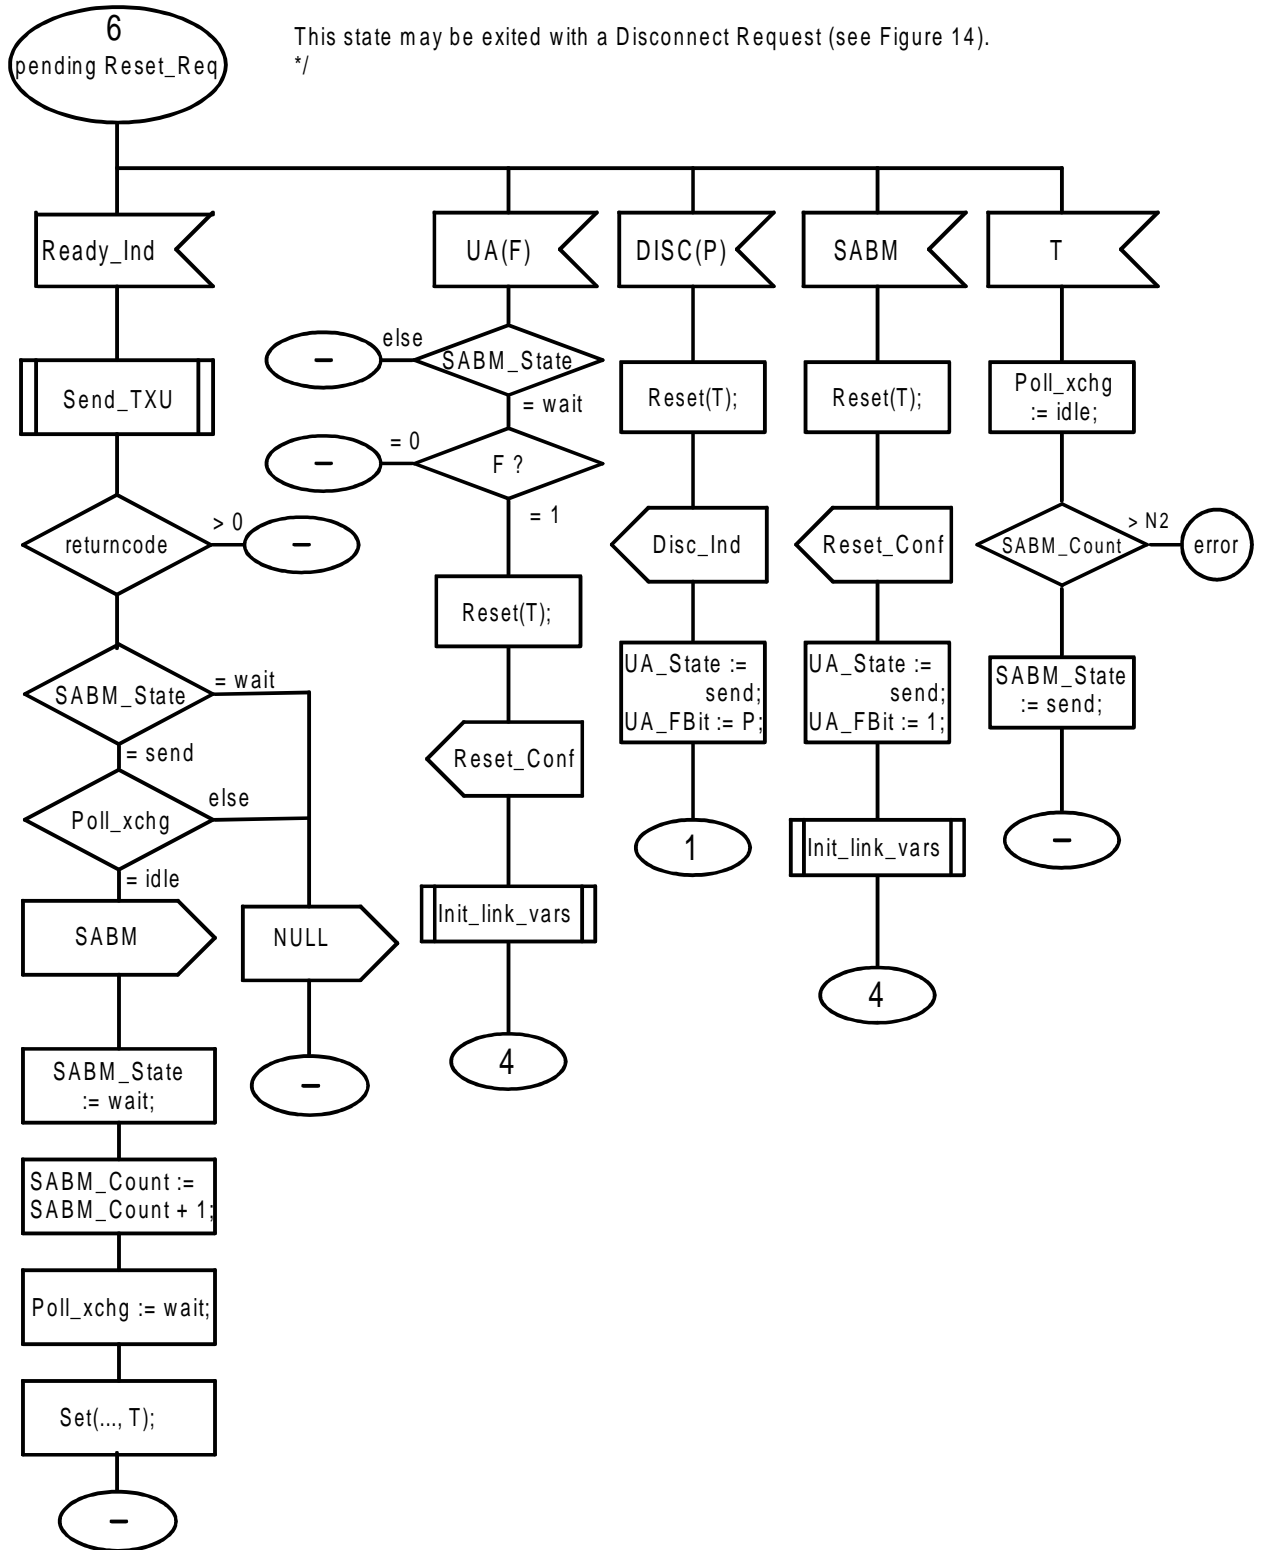 6
pending Reset_Req
This state may be exited with a Disconnect Request (see Figure 14).
*/
Ready_Ind
Send_TXU
returncode
> 0
–
SABM_State
= wait
= send
Poll_xchg
else
= idle
SABM
NULL
–
SABM_State
:= wait;
SABM_Count :=
SABM_Count + 1;
Poll_xchg := wait;
Set(..., T);
–
UA(F)
SABM_State
else
–
= wait
F ?
= 0
–
= 1
Reset(T);
Reset_Conf
Init_link_vars
4
DISC(P)
Reset(T);
Disc_Ind
UA_State :=
send;
UA_FBit := P;
1
SABM
Reset(T);
Reset_Conf
UA_State :=
send;
UA_FBit := 1;
Init_link_vars
4
T
Poll_xchg
:= idle;
SABM_Count
> N2
error
SABM_State
:= send;
–